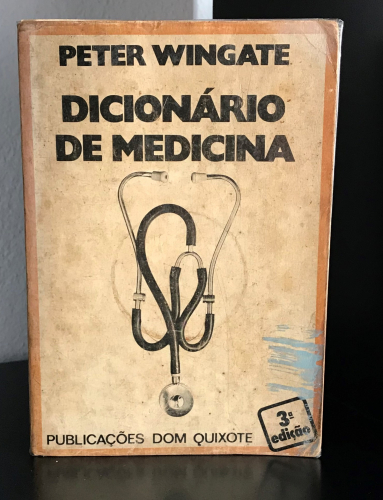 PETER WINGATE
DICIONÁRIO
DE MEDICINA
3ª
edição
PUBLICAÇÕES DOM QUIXOTE